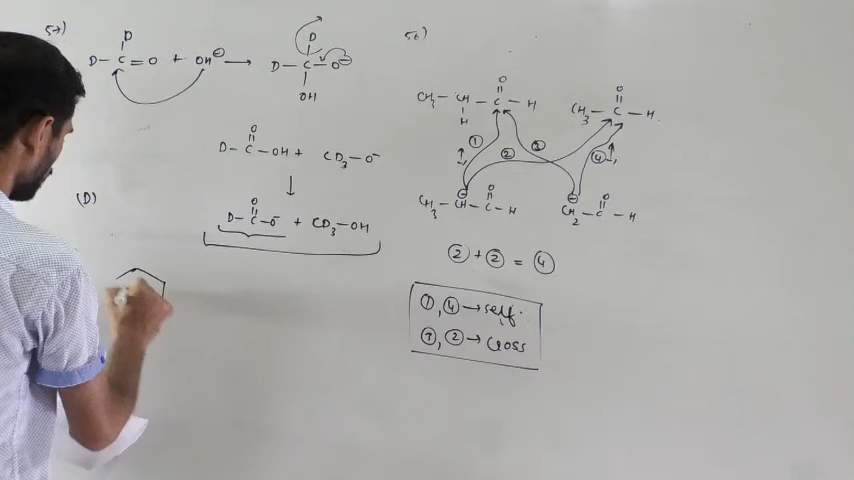 57)
D
D - C = O + OH⊖ ⟶
D
D - C - O⊖
OH
O
D - C - OH + CD3 - O-
↓
(D)
O
D - C - O- + CD3 - OH
56)
O
CH3 - CH - C - H
H
O
CH3 - C - H
① ② ③ ④
⊖ O
CH3 - CH - C - H
⊖ O
CH2 - C - H
② + ② = ④
①, ④ → self.
② → Cross